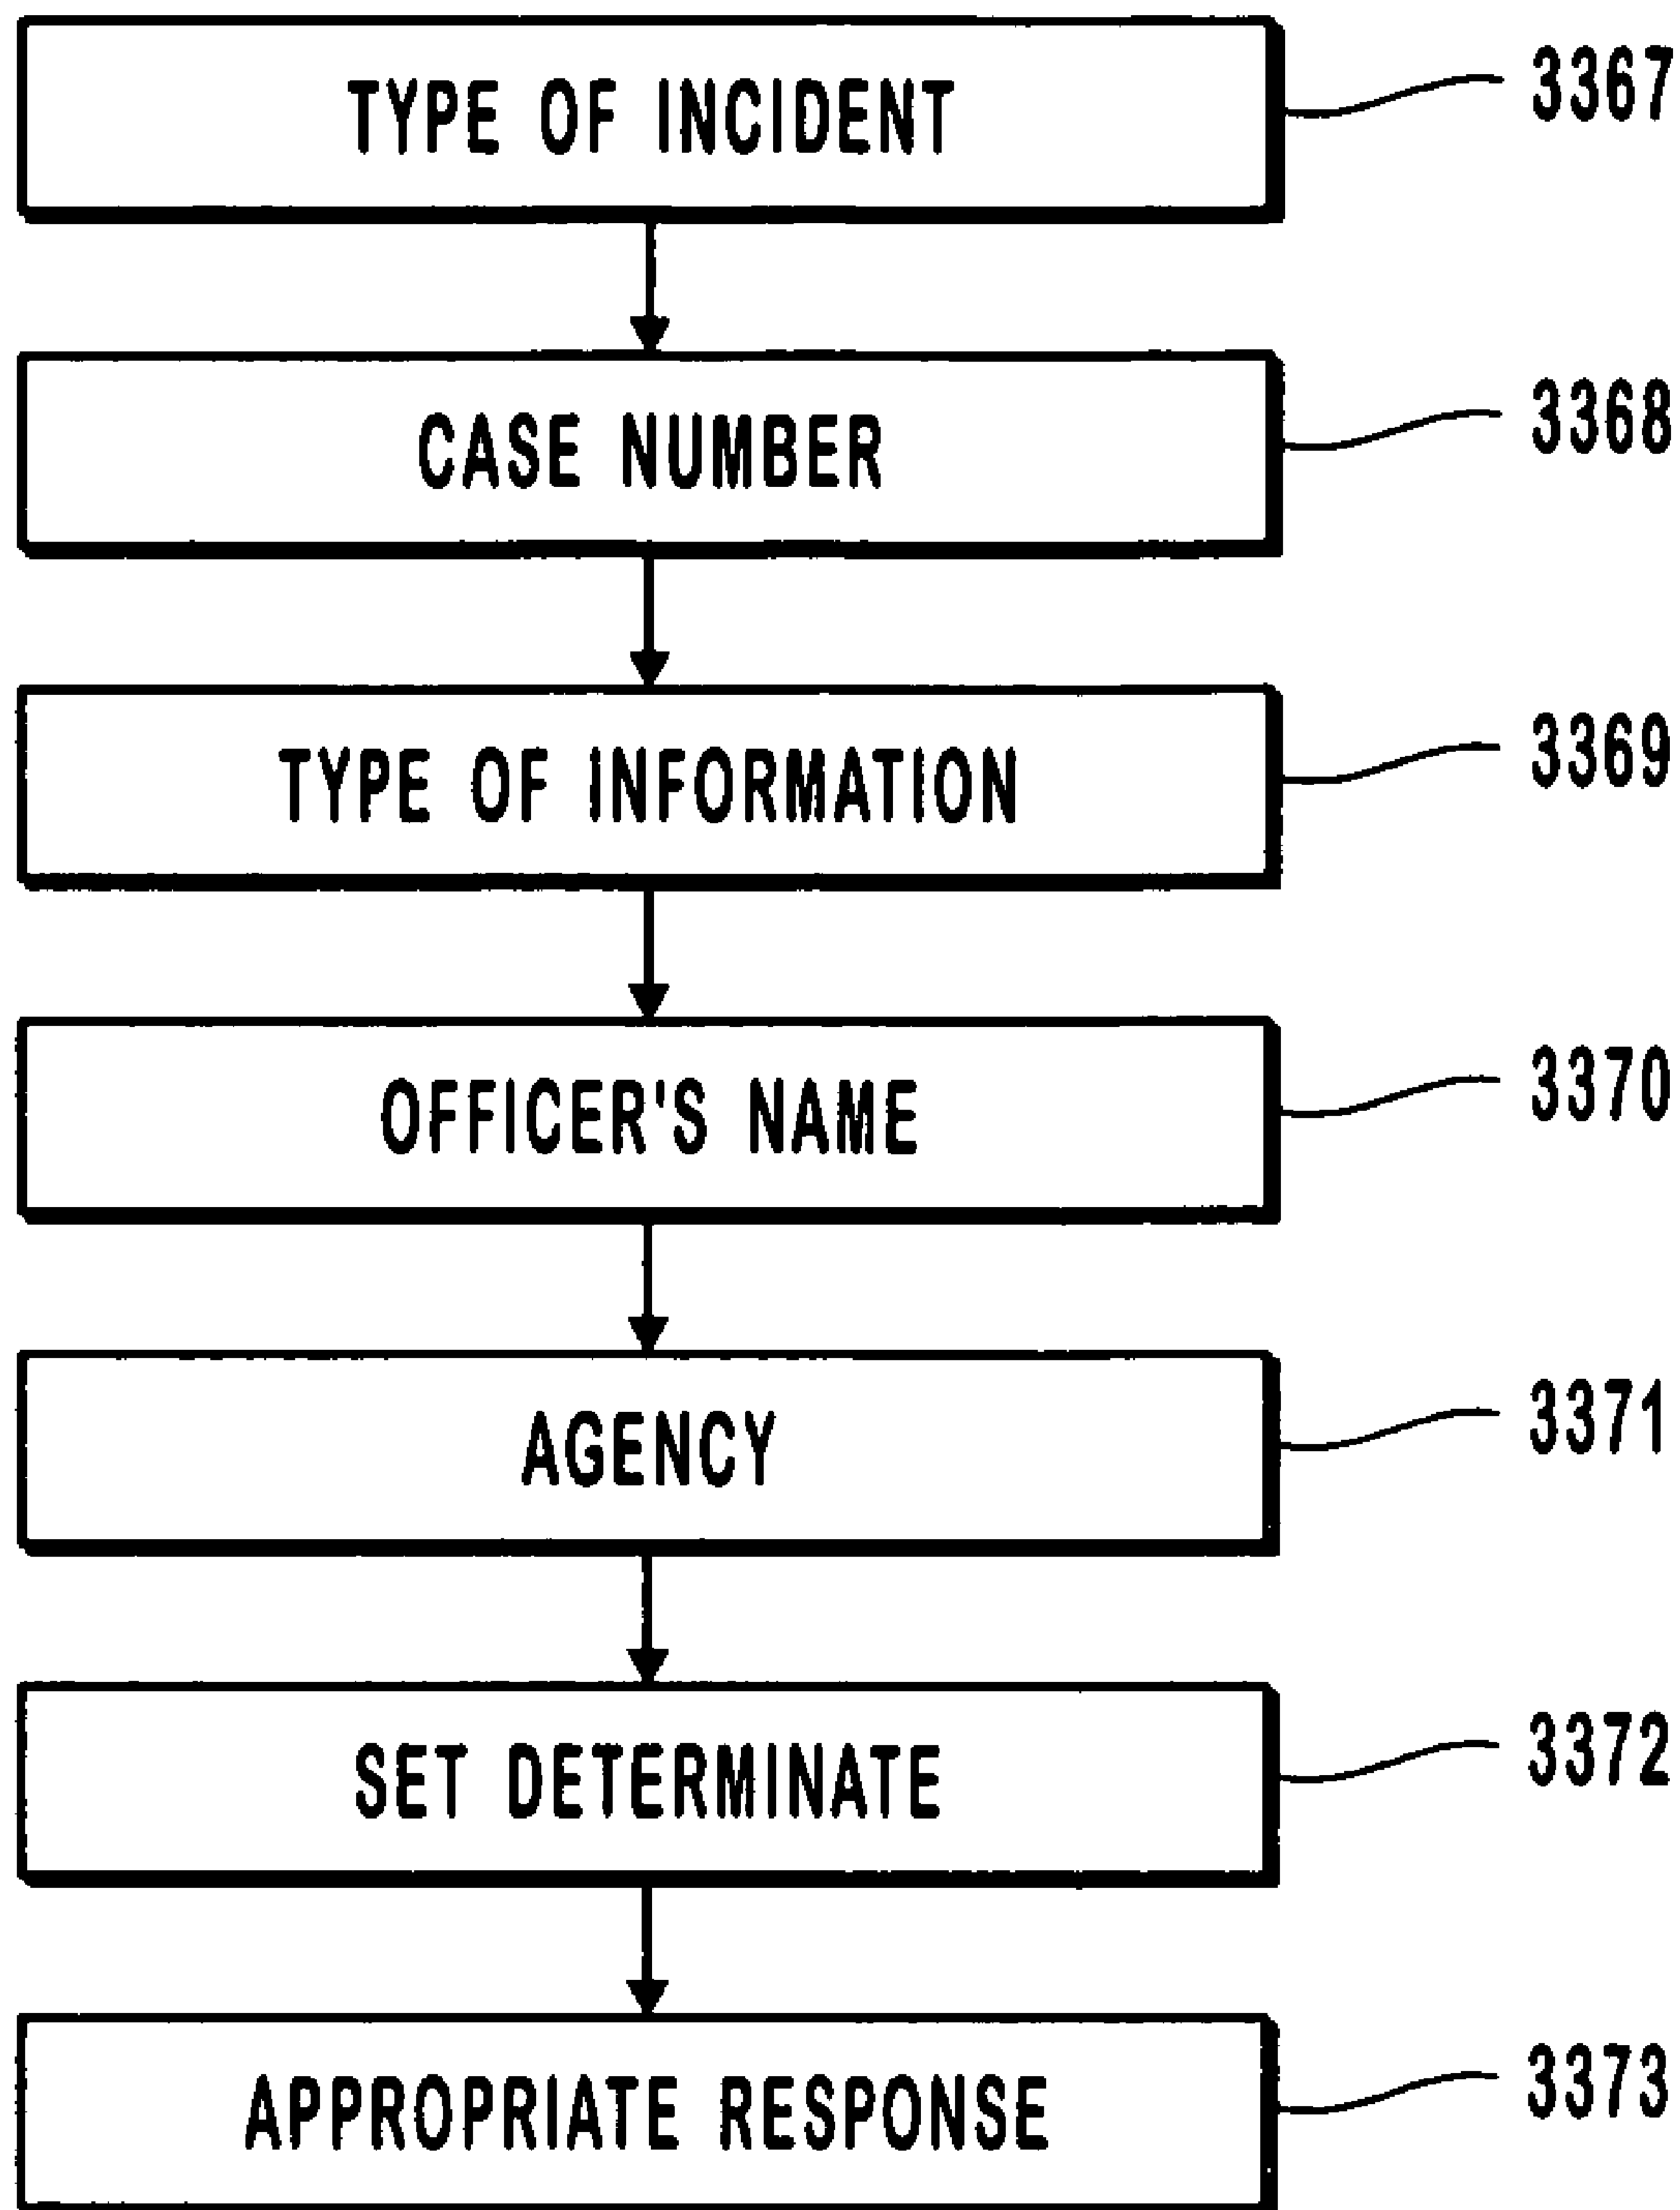 TYPE OF INCIDENT 3367
CASE NUMBER 3368
TYPE OF INFORMATION 3369
OFFICER'S NAME 3370
AGENCY 3371
SET DETERMINATE 3372
APPROPRIATE RESPONSE 3373